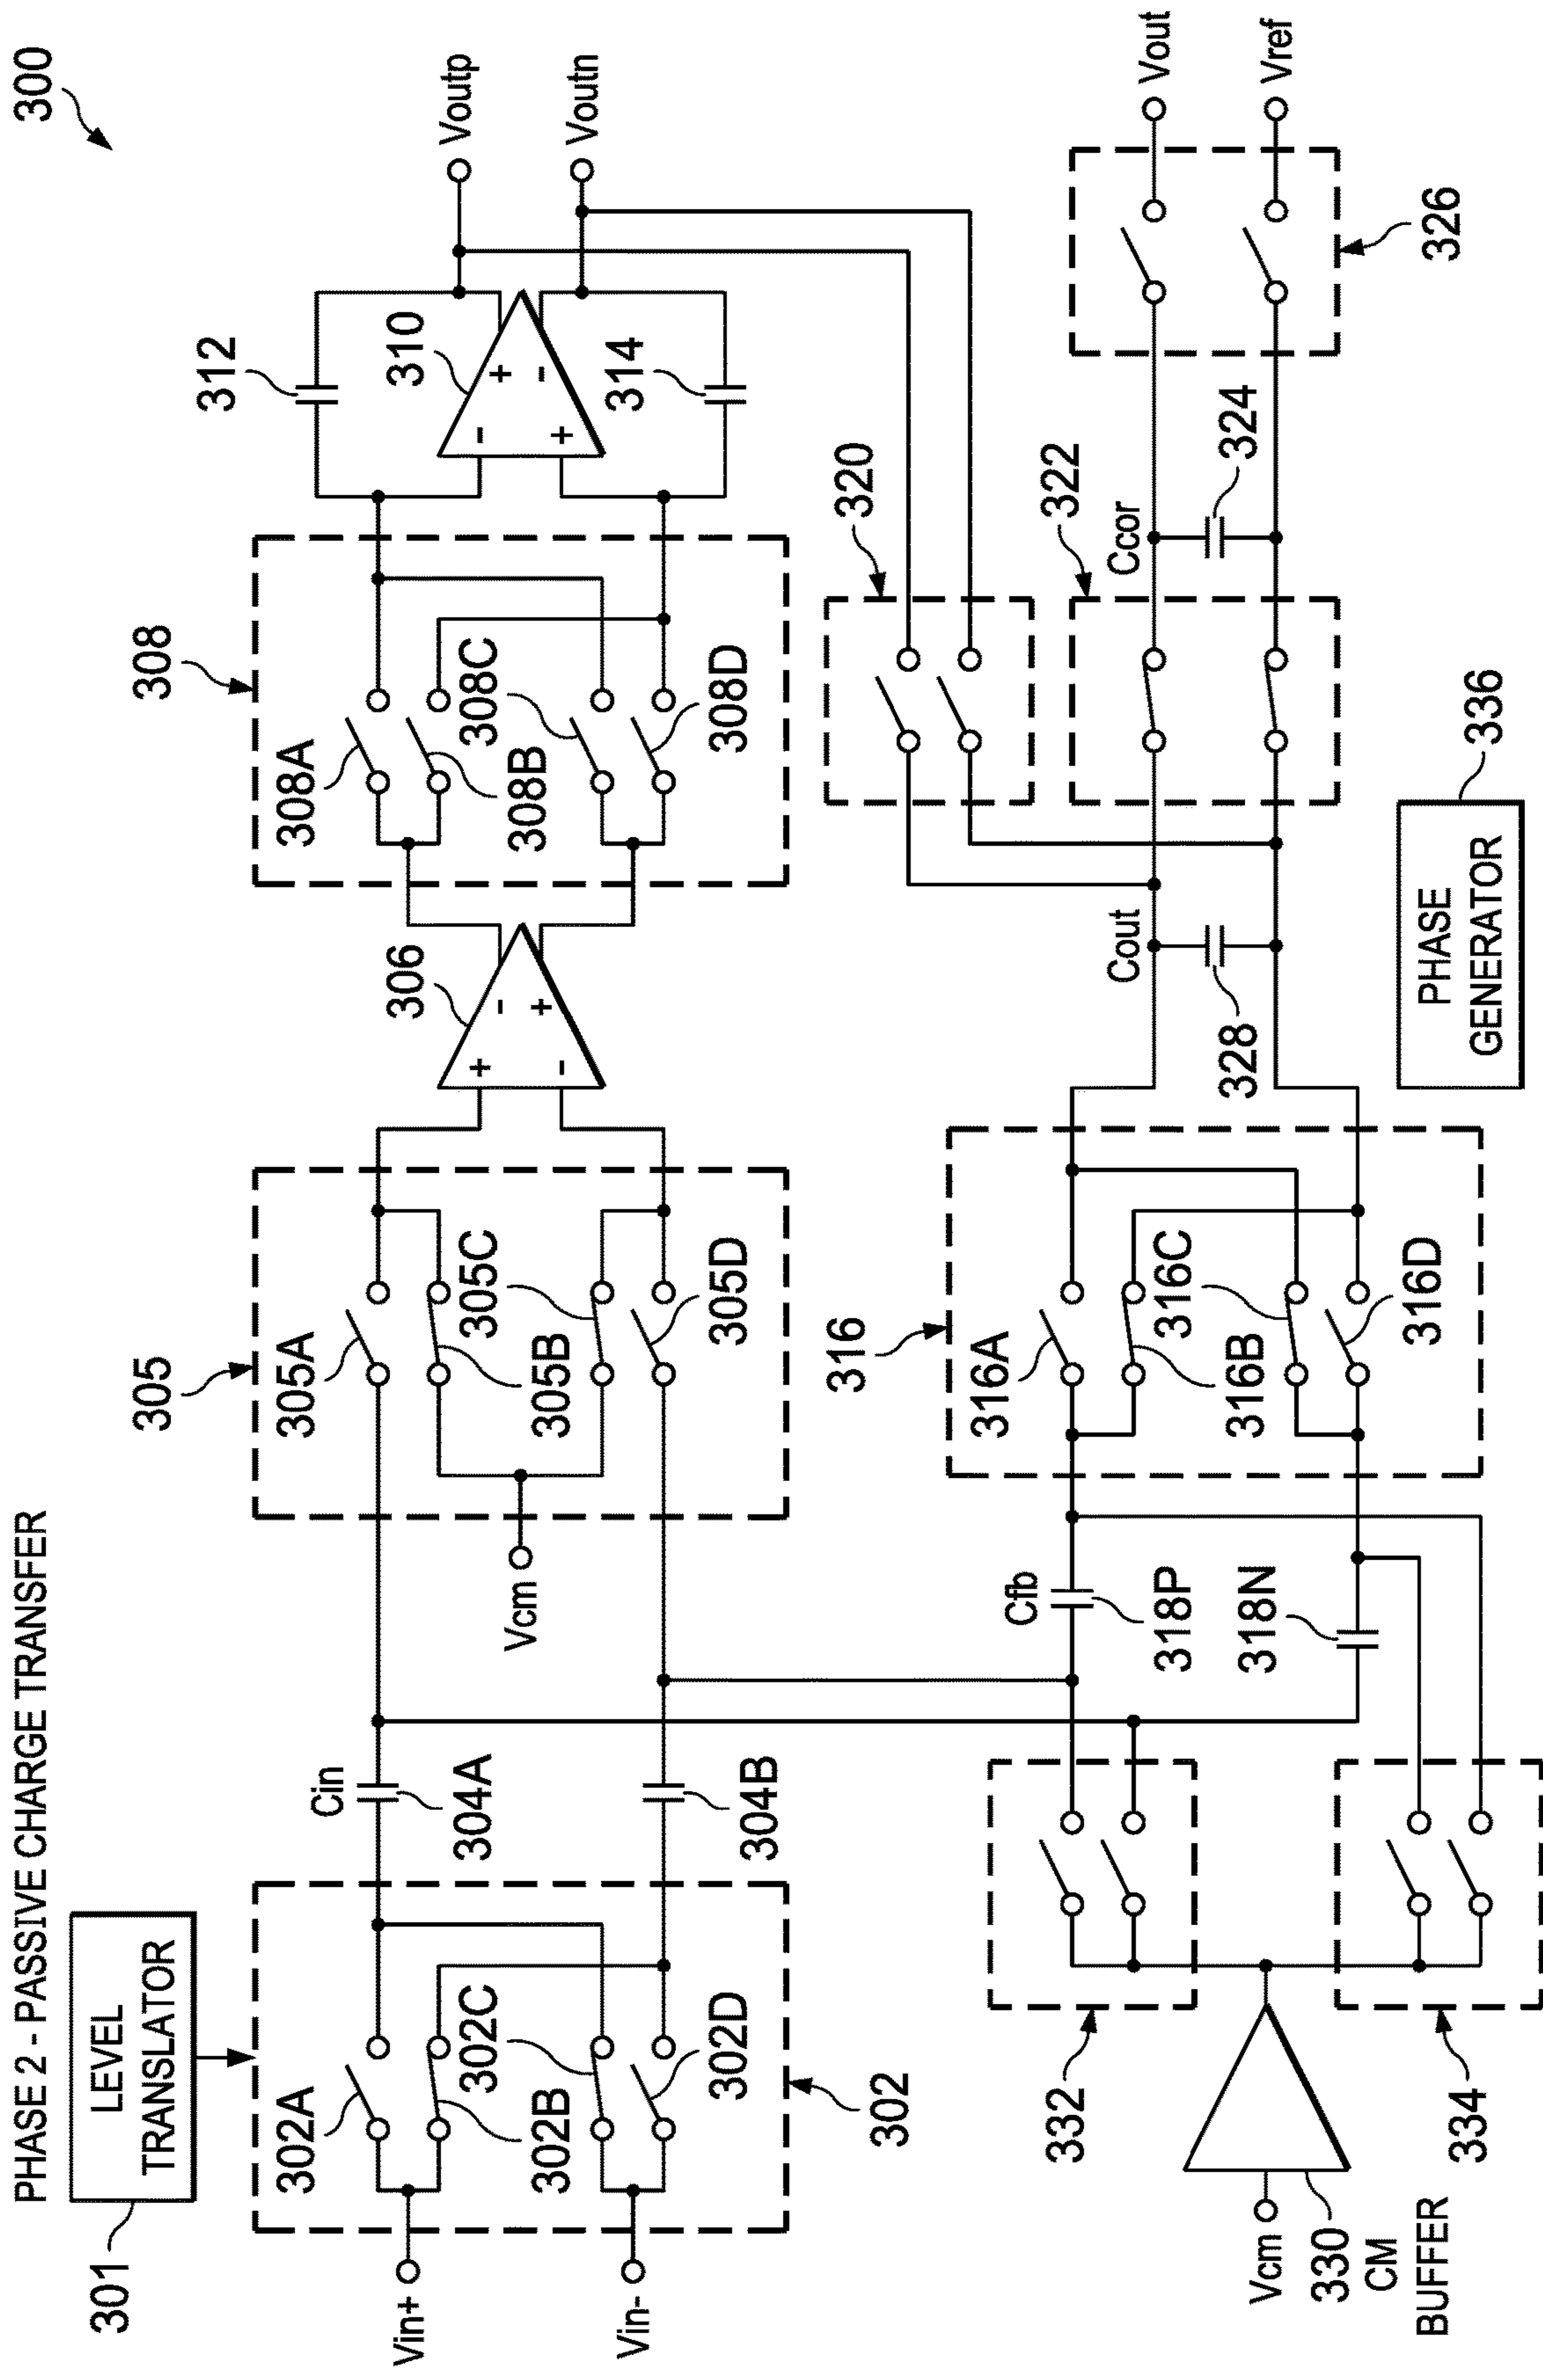 PHASE 2 - PASSIVE CHARGE TRANSFER
300
301
LEVEL
TRANSLATOR
Vin+
Vin-
302A
302B
302C
302D
302
Cin
304A
304B
305
305A
305B
305C
305D
Vcm
306
+
-
-
+
308
308A
308B
308C
308D
310
-
+
+
-
312
314
Voutp
Voutn
316
316A
316B
316C
316D
Cfb
318P
318N
320
322
Ccor
324
326
Vout
Vref
Cout
328
Vcm
330
CM
BUFFER
332
334
336
PHASE
GENERATOR